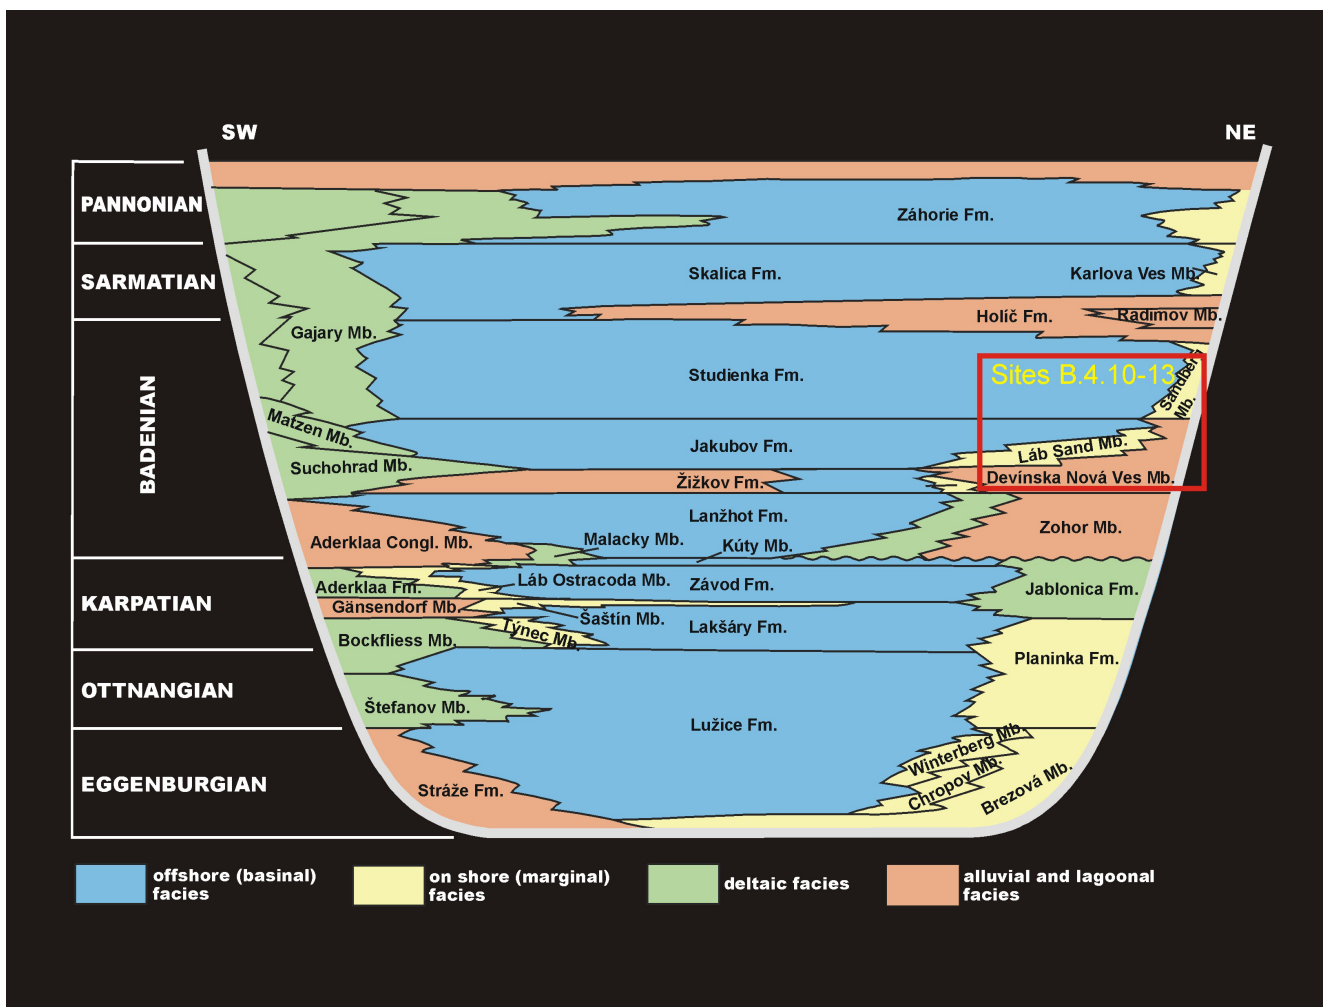 SW
NE
PANNONIAN
Záhorie Fm.
SARMATIAN
Skalica Fm.
Karlova Ves Mb.
Holíč Fm.
Radimov Mb.
Gajary Mb.
BADENIAN
Studienka Fm.
Sites B.4.10-13
Sandberg
Mb.
Matzen Mb.
Jakubov Fm.
Láb Sand Mb.
Suchohrad Mb.
Žižkov Fm.
Devínska Nová Ves Mb.
Lanžhot Fm.
Zohor Mb.
Aderklaa Congl. Mb.
Malacky Mb.
Kúty Mb.
KARPATIAN
Aderklaa Fm.
Láb Ostracoda Mb.
Závod Fm.
Jablonica Fm.
Gänsendorf Mb.
Šaštín Mb.
Lakšáry Fm.
Týnec Mb.
Bockfliess Mb.
Planinka Fm.
OTTNANGIAN
Štefanov Mb.
Lužice Fm.
EGGENBURGIAN
Winterberg Mb.
Chropov Mb.
Brezová Mb.
Stráže Fm.
offshore (basinal)
facies
on shore (marginal)
facies
deltaic facies
alluvial and lagoonal
facies